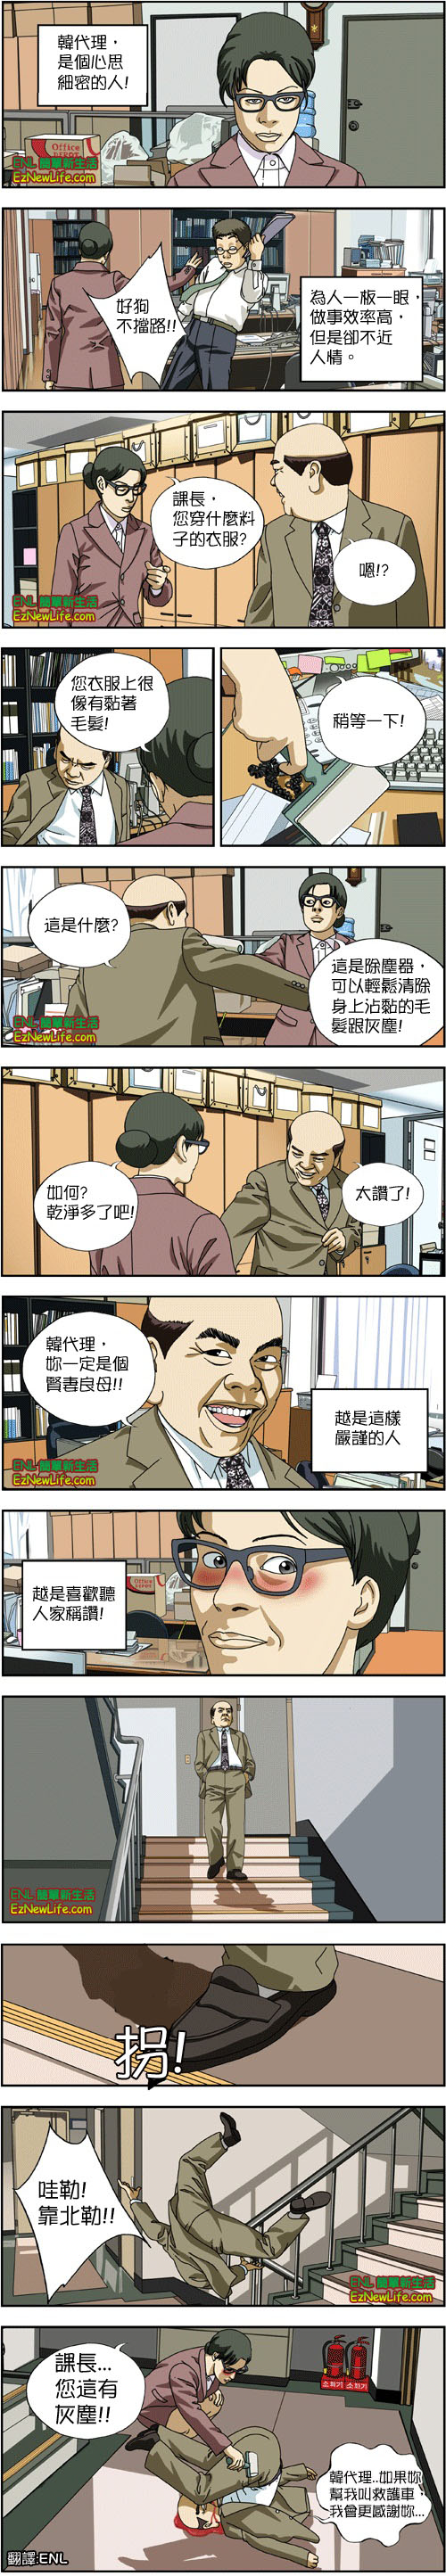 韓代理，
是個心思
細密的人!
Office
DEPOT
ENL 簡單新生活
EzNewLife.com
好狗
不擋路!!
為人一板一眼，
做事效率高，
但是卻不近
人情。
課長，
您穿什麼料
子的衣服?
嗯!?
ENL 簡單新生活
EzNewLife.com
您衣服上很
像有黏著
毛髮!
稍等一下!
這是什麼?
這是除塵器，
可以輕鬆清除
身上沾黏的毛
髮跟灰塵!
ENL 簡單新生活
EzNewLife.com
如何?
乾淨多了吧!
太讚了!
韓代理，
妳一定是個
賢妻良母!!
越是這樣
嚴謹的人
ENL 簡單新生活
EzNewLife.com
越是喜歡聽
人家稱讚!
Office
ENL 簡單新生活
EzNewLife.com
拐!
哇勒!
靠北勒!!
ENL 簡單新生活
EzNewLife.com
課長...
您這有
灰塵!!
소화기 소화기
韓代理..如果妳
幫我叫救護車，
我會更感謝妳...
翻譯:ENL